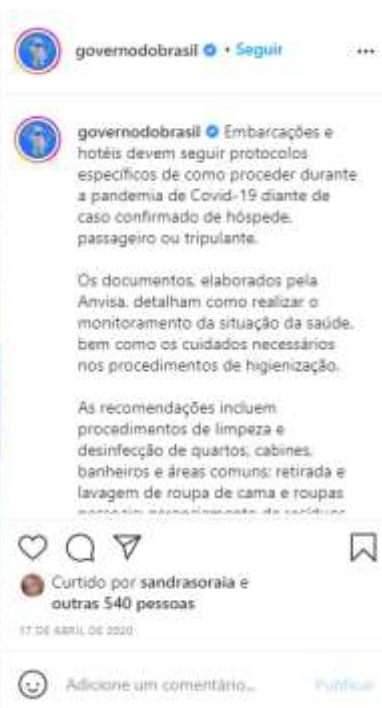 governodobrasil • Seguir
governodobrasil Embarcações e
hotéis devem seguir protocolos
específicos de como proceder durante
a pandemia de Covid-19 diante de
caso confirmado de hóspede,
passageiro ou tripulante.
Os documentos, elaborados pela
Anvisa, detalham como realizar o
monitoramento da situação da saúde,
bem como os cuidados necessários
nos procedimentos de higienização.
As recomendações incluem
procedimentos de limpeza e
desinfecção de quartos, cabines,
banheiros e áreas comuns; retirada e
lavagem de roupa de cama e roupas
Curtido por sandrasoraia e
outras 540 pessoas
17 DE ABRIL DE 2020
Adicione um comentário... Publicar